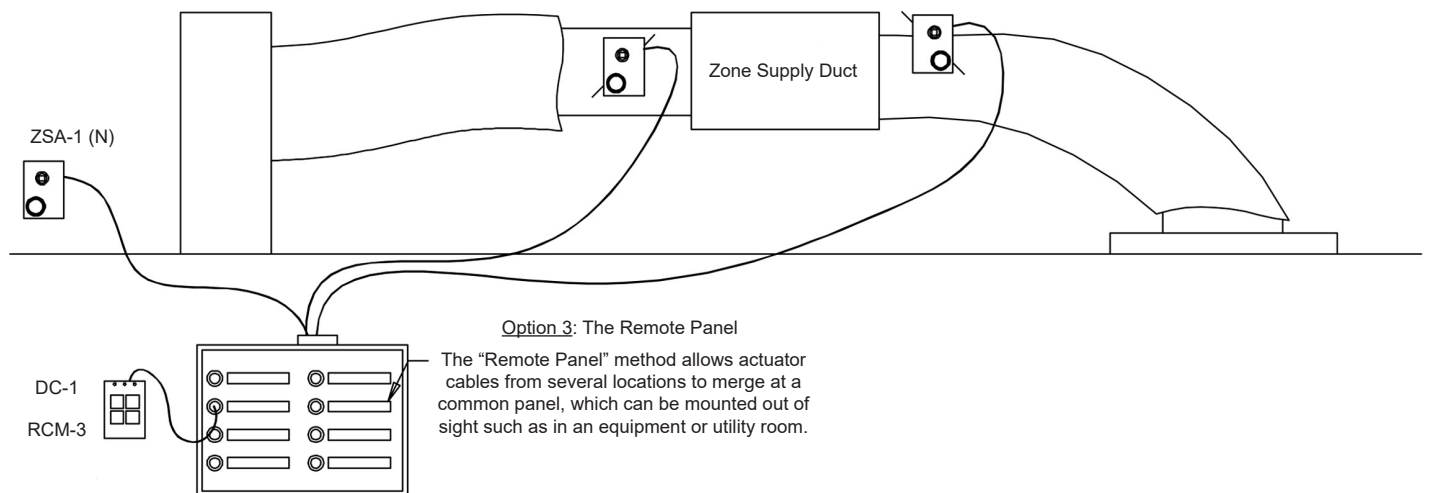 Zone Supply Duct
ZSA-1 (N)
Option 3: The Remote Panel
The “Remote Panel” method allows actuator
cables from several locations to merge at a
common panel, which can be mounted out of
sight such as in an equipment or utility room.
DC-1
RCM-3